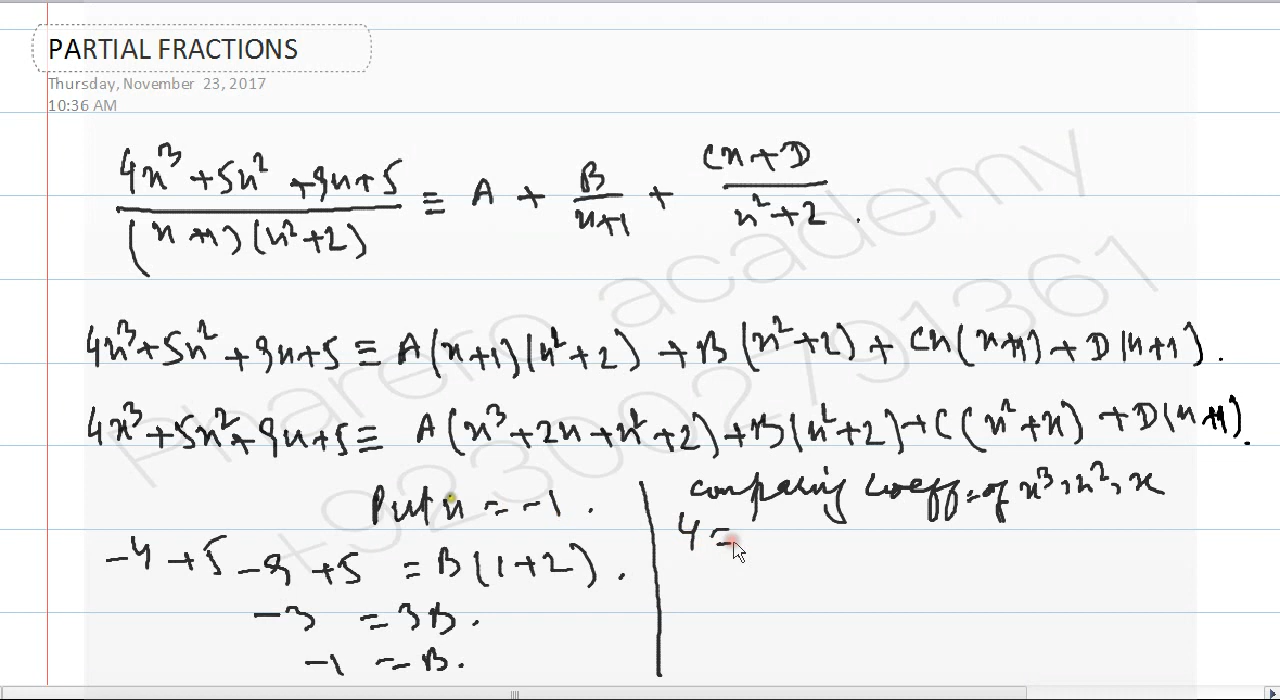 PARTIAL FRACTIONS
Thursday, November 23, 2017
10:36 AM
(4x³ + 5x² + 9x + 5) / ((x+1)(x²+2)) ≡ A + B/(x+1) + (Cx + D)/(x² + 2).
4x³ + 5x² + 9x + 5 ≡ A(x+1)(x²+2) + B(x²+2) + Cx(x+1) + D(x+1).
4x³ + 5x² + 9x + 5 ≡ A(x³ + 2x + x² + 2) + B(x²+2) + C(x²+x) + D(x+1).
Put x = -1.
-4 + 5 - 9 + 5 = B(1+2).
-3 = 3B.
-1 = B.
comparing coeff = of x³, x², x
4 =
Pharem academy
+923002791361